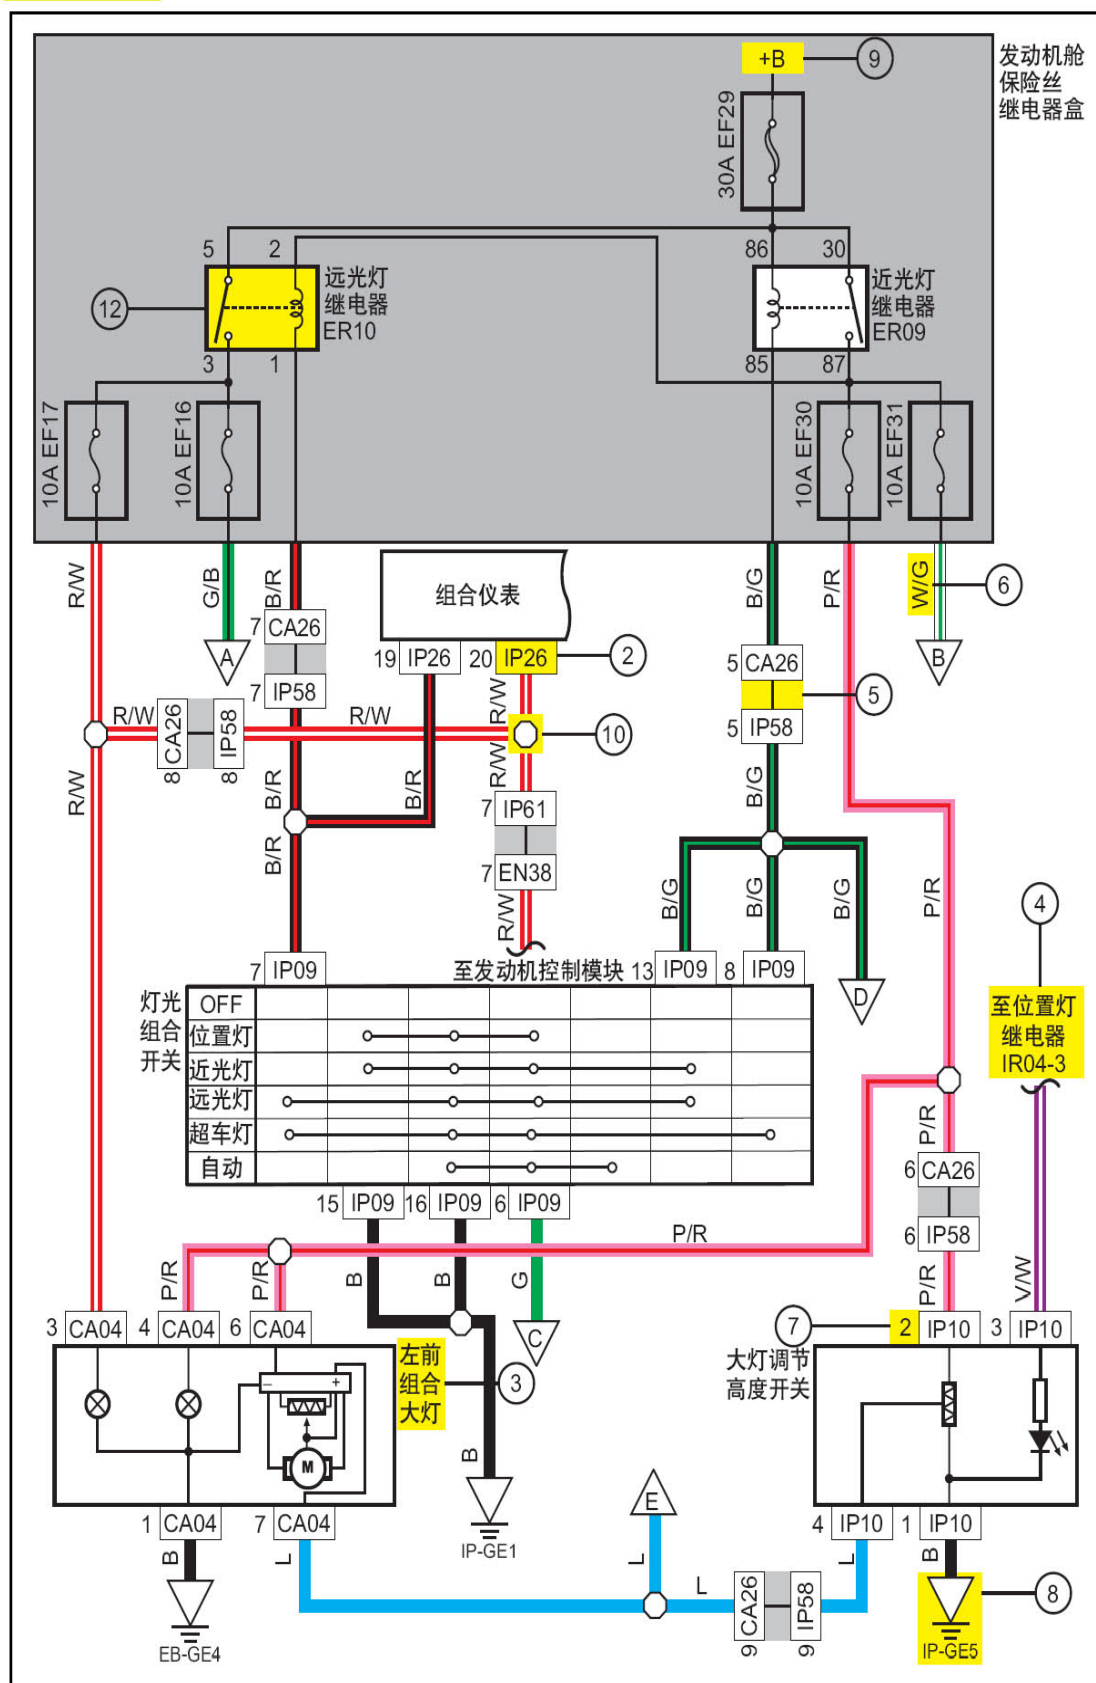 +B
9
发动机舱
保险丝
继电器盒
30A EF29
5
2
86
30
12
远光灯
继电器
ER10
近光灯
继电器
ER09
3
1
85
87
10A EF17
10A EF16
10A EF30
10A EF31
R/W
G/B
B/R
B/G
P/R
W/G
6
组合仪表
7 CA26
A
19 IP26
20 IP26
2
5 CA26
B
7 IP58
5
R/W
8 CA26
8 IP58
R/W
R/W
10
5 IP58
R/W
R/W
B/R
B/R
B/G
7 IP61
B/R
7 EN38
B/G
B/G
B/G
P/R
4
R/W
7 IP09
至发动机控制模块
13 IP09
8 IP09
D
灯光
组合
开关
OFF
位置灯
近光灯
远光灯
超车灯
自动
至位置灯
继电器
IR04-3
P/R
6 CA26
15 IP09
16 IP09
6 IP09
6 IP58
P/R
P/R
P/R
B
B
G
P/R
V/W
3 CA04
4 CA04
6 CA04
C
7
2 IP10
3 IP10
左前
组合
大灯
3
大灯调节
高度开关
-
+
M
B
E
1 CA04
7 CA04
IP-GE1
4 IP10
1 IP10
B
L
L
L
9 CA26
9 IP58
L
B
8
EB-GE4
IP-GE5